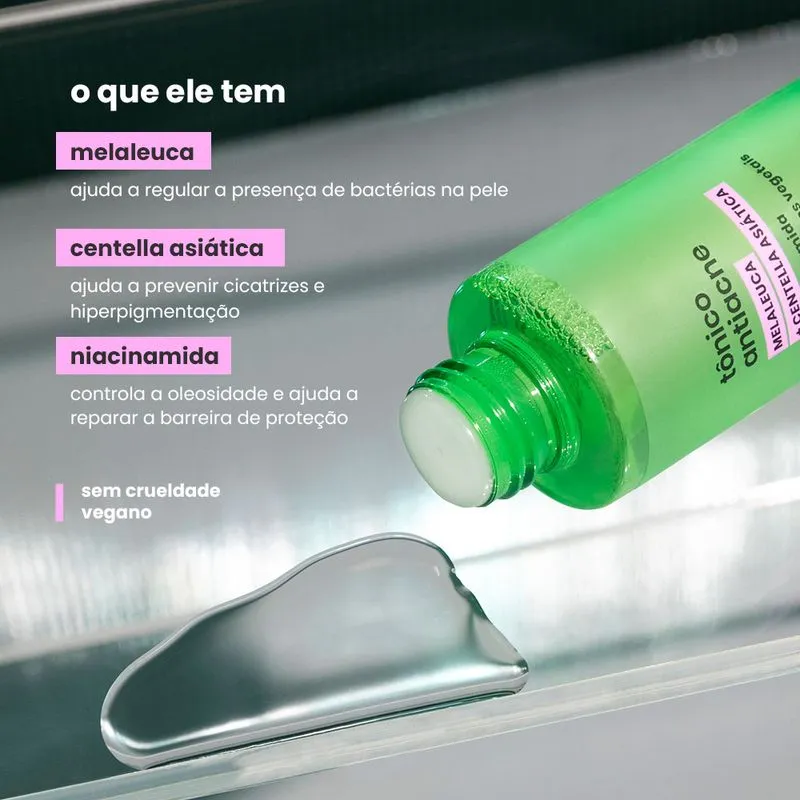 o que ele tem
melaleuca
ajuda a regular a presença de bactérias na pele
centella asiática
ajuda a prevenir cicatrizes e
hiperpigmentação
niacinamida
controla a oleosidade e ajuda a
reparar a barreira de proteção
sem crueldade
vegano
tônico
antiacne
MELALEUCA
CENTELLA ASIÁTICA
vegetais